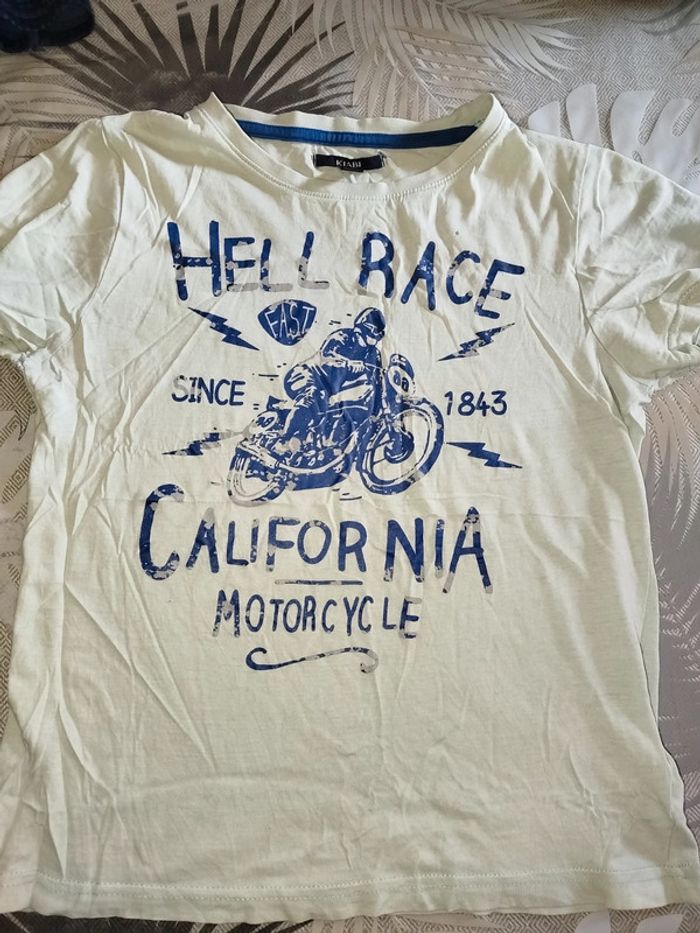 KIABI
HELL RACE
FAST
SINCE 1843
CALIFORNIA
MOTORCYCLE